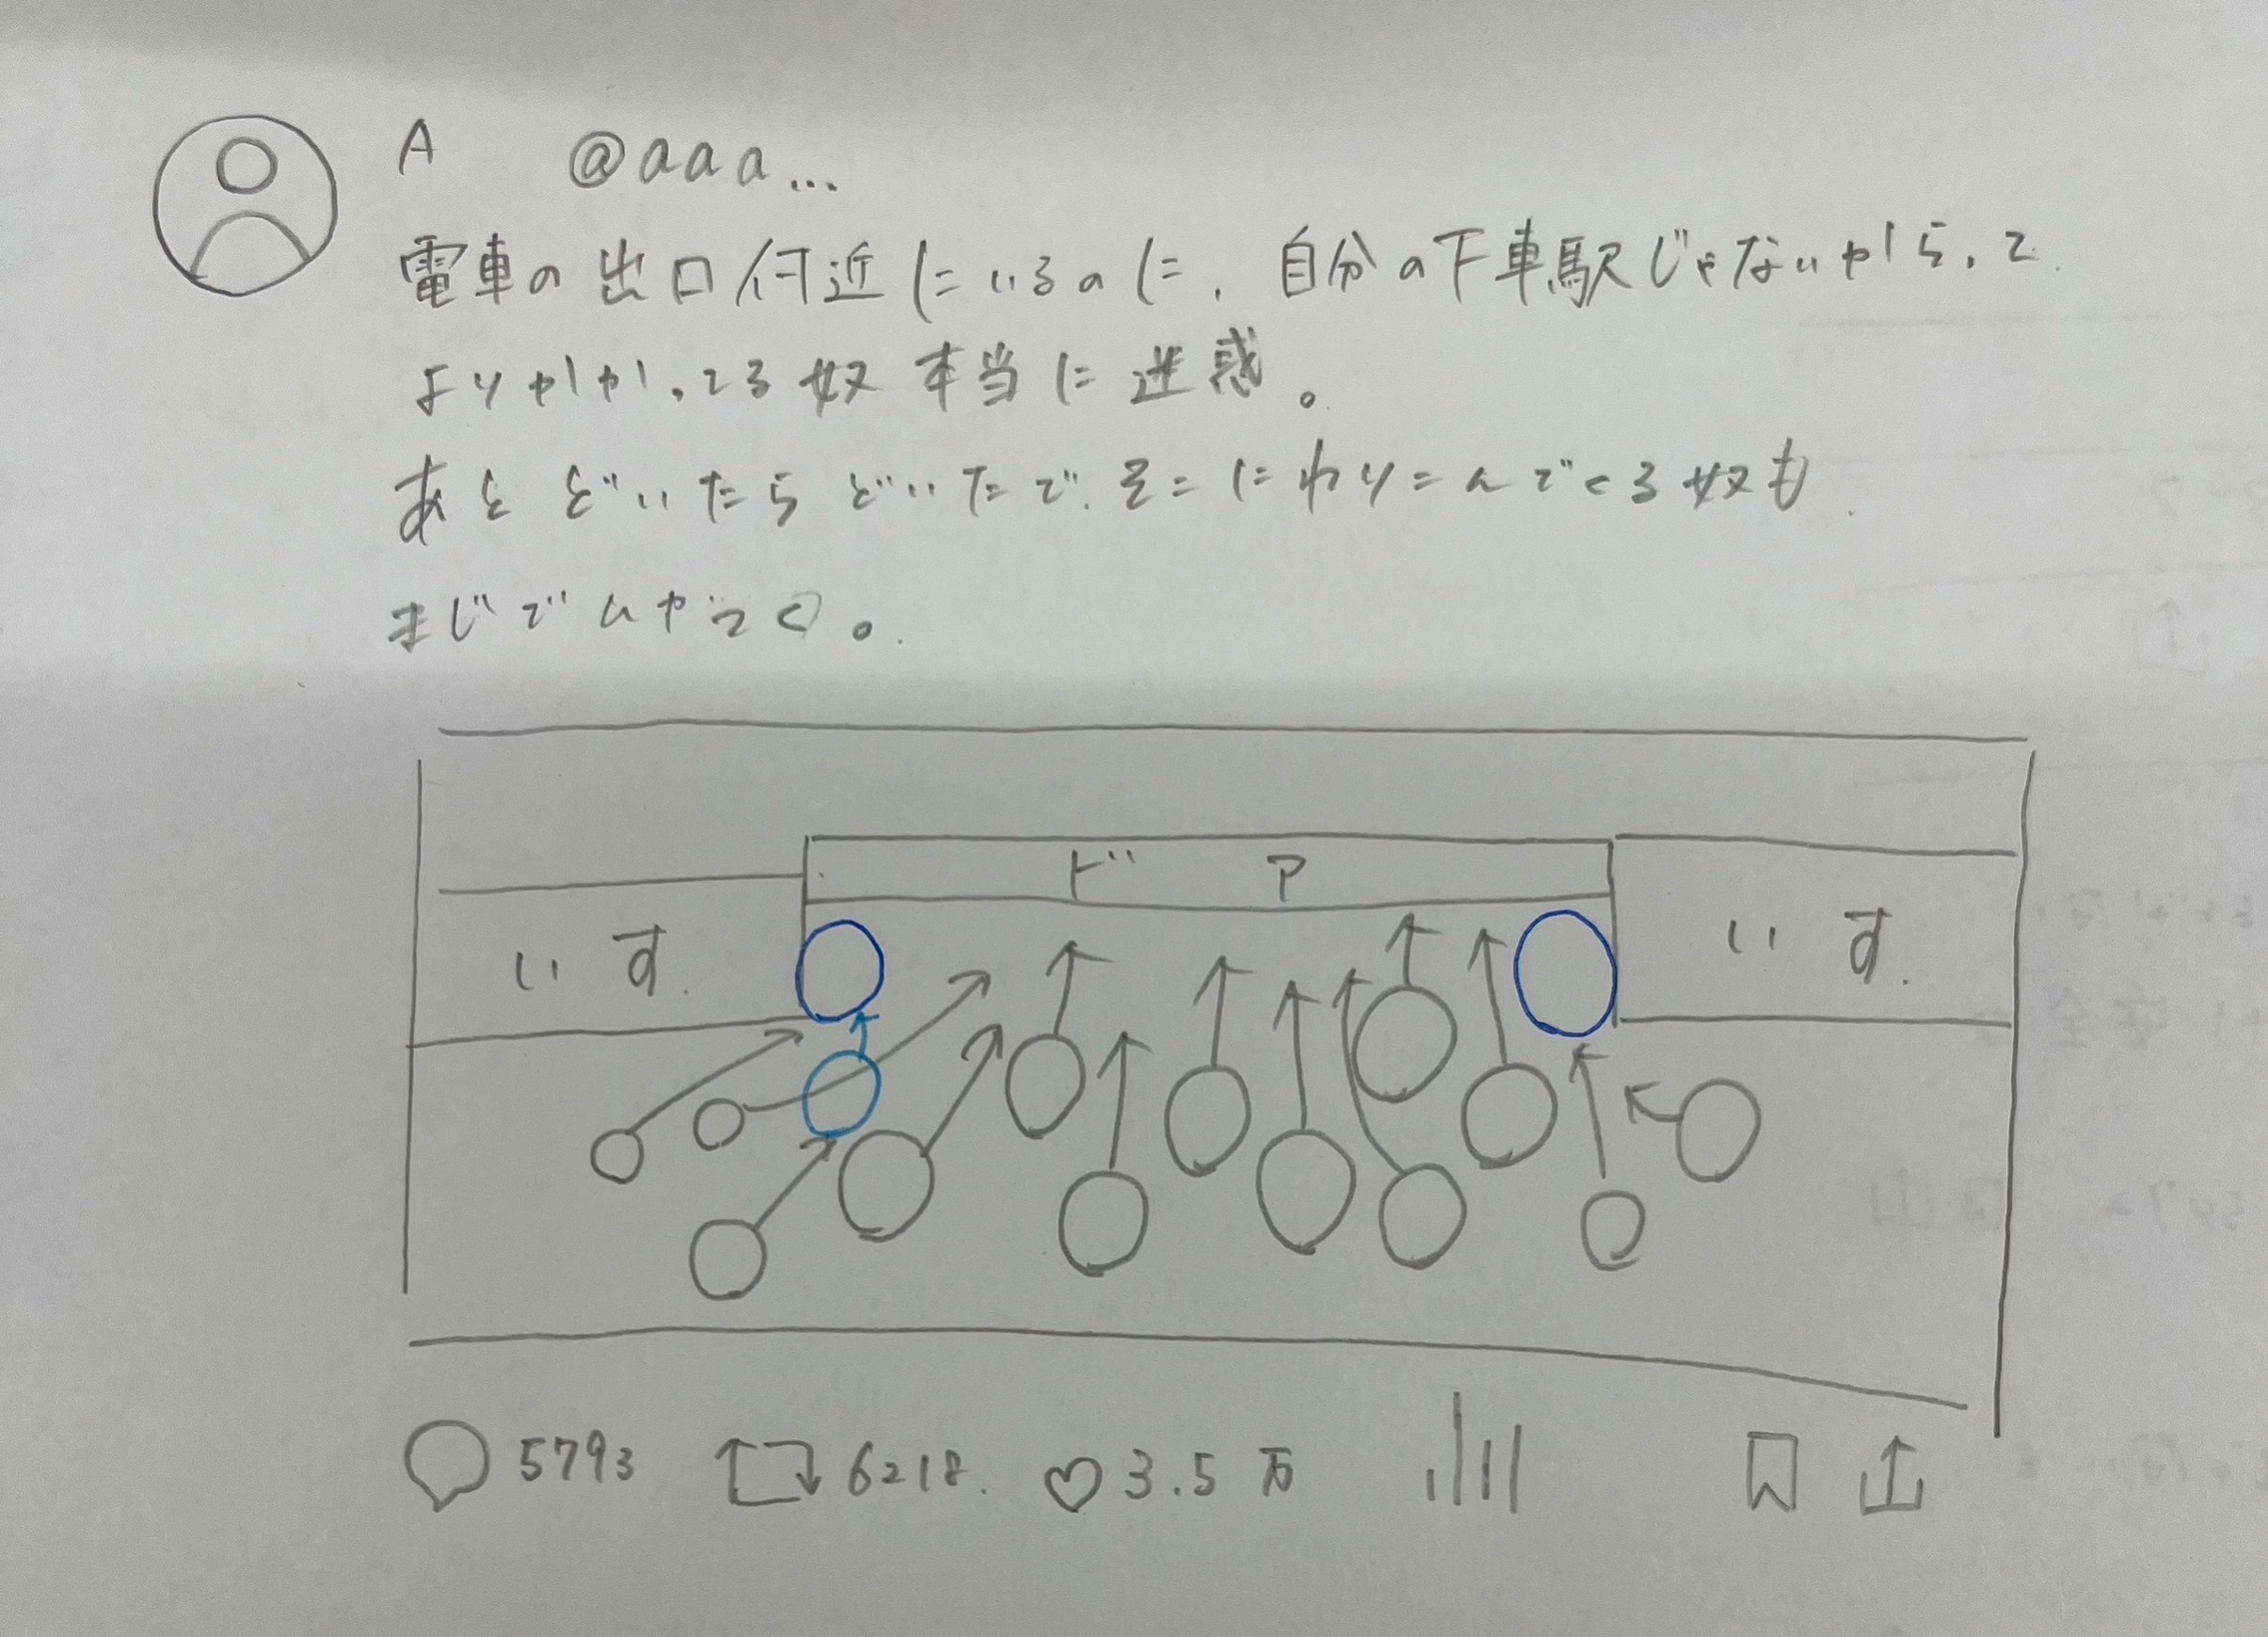 A @aaa...
電車の出口付近にいるのに、自分の下車駅じゃないからって
よりかかってる奴本当に迷惑。
あとどいたらどいたで、そこにわりこんでくる奴も
まじでムかつく。
ドア
いす いす
5793 6218 3.5万